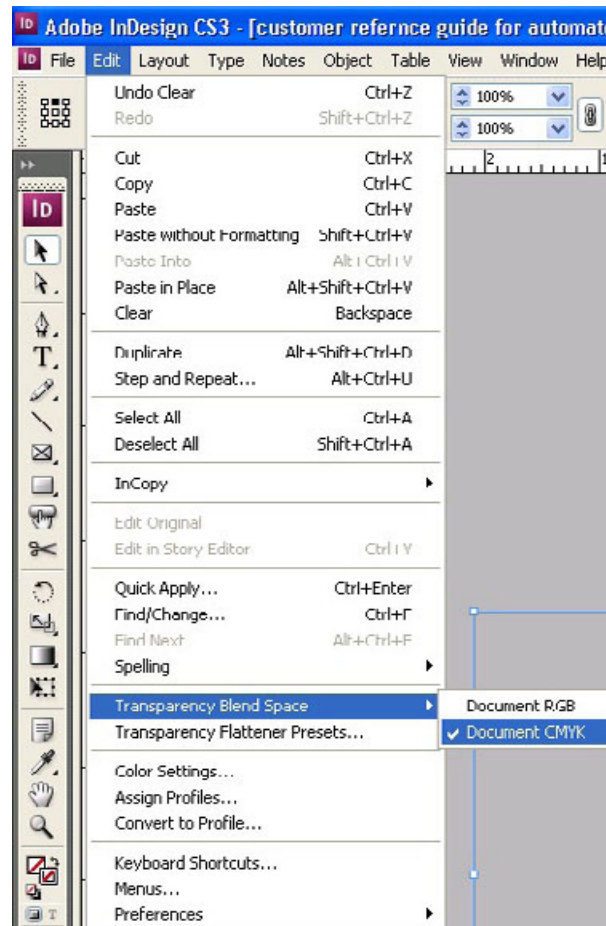 ID Adobe InDesign CS3 - [customer refernce guide for automat
ID File Edit Layout Type Notes Object Table View Window Help
Undo Clear Ctrl+Z
100%
Redo Shift+Ctrl+Z
100%
Cut Ctrl+X
2
Copy Ctrl+C
Paste Ctrl+V
ID
Paste without Formatting Shift+Ctrl+V
Paste Into Alt+Ctrl+V
Paste in Place Alt+Shift+Ctrl+V
Clear Backspace
Duplicate Alt+Shift+Ctrl+D
T
Step and Repeat... Alt+Ctrl+U
Select All Ctrl+A
Deselect All Shift+Ctrl+A
InCopy
Edit Original
Edit in Story Editor Ctrl+Y
Quick Apply... Ctrl+Enter
Find/Change... Ctrl+F
Find Next Alt+Ctrl+F
Spelling
Transparency Blend Space Document RGB
Transparency Flattener Presets... Document CMYK
Color Settings...
Assign Profiles...
Convert to Profile...
Keyboard Shortcuts...
Menus...
Preferences
T